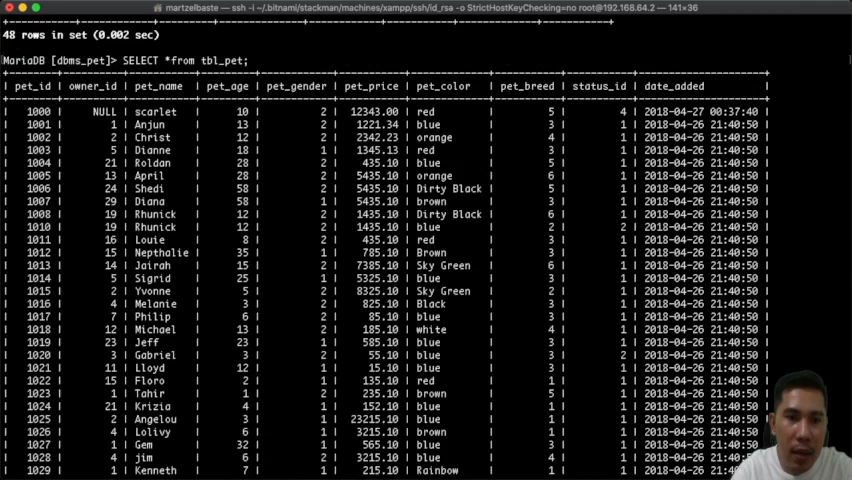 martzelbaste — ssh -i ~/.bitnami/stackman/machines/xampp/ssh/id_rsa -o StrictHostKeyChecking=no root@192.168.64.2 — 141×36
48 rows in set (0.002 sec)
MariaDB [dbms_pet]> SELECT *from tbl_pet;
| pet_id | owner_id | pet_name | pet_age | pet_gender | pet_price | pet_color | pet_breed | status_id | date_added |
| 1000 | NULL | scarlet | 10 | 2 | 12343.00 | red | 5 | 4 | 2018-04-27 00:37:40 |
| 1001 | 1 | Anjun | 13 | 2 | 1221.34 | blue | 3 | 1 | 2018-04-26 21:40:50 |
| 1002 | 2 | Christ | 12 | 2 | 2342.23 | orange | 4 | 1 | 2018-04-26 21:40:50 |
| 1003 | 5 | Dianne | 18 | 1 | 1345.13 | red | 3 | 1 | 2018-04-26 21:40:50 |
| 1004 | 21 | Roldan | 28 | 2 | 435.10 | blue | 5 | 1 | 2018-04-26 21:40:50 |
| 1005 | 13 | April | 28 | 2 | 5435.10 | orange | 6 | 1 | 2018-04-26 21:40:50 |
| 1006 | 24 | Shedi | 58 | 2 | 5435.10 | Dirty Black | 5 | 1 | 2018-04-26 21:40:50 |
| 1007 | 29 | Diana | 58 | 1 | 5435.10 | brown | 3 | 1 | 2018-04-26 21:40:50 |
| 1008 | 19 | Rhunick | 12 | 2 | 1435.10 | Dirty Black | 6 | 1 | 2018-04-26 21:40:50 |
| 1010 | 19 | Rhunick | 12 | 2 | 1435.10 | blue | 2 | 2 | 2018-04-26 21:40:50 |
| 1011 | 16 | Louie | 8 | 2 | 435.10 | red | 3 | 1 | 2018-04-26 21:40:50 |
| 1012 | 15 | Nepthalie | 35 | 1 | 785.10 | Brown | 3 | 1 | 2018-04-26 21:40:50 |
| 1013 | 14 | Jairah | 15 | 2 | 7385.10 | Sky Green | 6 | 1 | 2018-04-26 21:40:50 |
| 1014 | 5 | Sigrid | 25 | 1 | 5325.10 | blue | 3 | 1 | 2018-04-26 21:40:50 |
| 1015 | 2 | Yvonne | 5 | 2 | 8325.10 | Sky Green | 2 | 1 | 2018-04-26 21:40:50 |
| 1016 | 4 | Melanie | 3 | 2 | 825.10 | Black | 3 | 1 | 2018-04-26 21:40:50 |
| 1017 | 7 | Philip | 6 | 2 | 85.10 | blue | 3 | 1 | 2018-04-26 21:40:50 |
| 1018 | 12 | Michael | 13 | 2 | 185.10 | white | 4 | 1 | 2018-04-26 21:40:50 |
| 1019 | 23 | Jeff | 23 | 1 | 585.10 | blue | 3 | 1 | 2018-04-26 21:40:50 |
| 1020 | 3 | Gabriel | 3 | 2 | 55.10 | blue | 3 | 2 | 2018-04-26 21:40:50 |
| 1021 | 11 | Lloyd | 12 | 1 | 15.10 | blue | 3 | 1 | 2018-04-26 21:40:50 |
| 1022 | 15 | Floro | 2 | 1 | 135.10 | red | 1 | 1 | 2018-04-26 21:40:50 |
| 1023 | 1 | Tahir | 1 | 2 | 235.10 | brown | 5 | 1 | 2018-04-26 21:40:50 |
| 1024 | 21 | Krizia | 4 | 1 | 152.10 | blue | 1 | 1 | 2018-04-26 21:40:50 |
| 1025 | 2 | Angelou | 3 | 1 | 23215.10 | blue | 1 | 1 | 2018-04-26 21:40:50 |
| 1026 | 4 | Lolivy | 6 | 1 | 3215.10 | brown | 3 | 1 | 2018-04-26 21:40:50 |
| 1027 | 1 | Gem | 32 | 1 | 565.10 | blue | 3 | 1 | 2018-04-26 21:40:50 |
| 1028 | 4 | jim | 6 | 2 | 3215.10 | blue | 4 | 1 | 2018-04-26 21:40:50 |
| 1029 | 1 | Kenneth | 7 | 1 | 215.10 | Rainbow | 1 | 1 | 2018-04-26 21:40:50 |